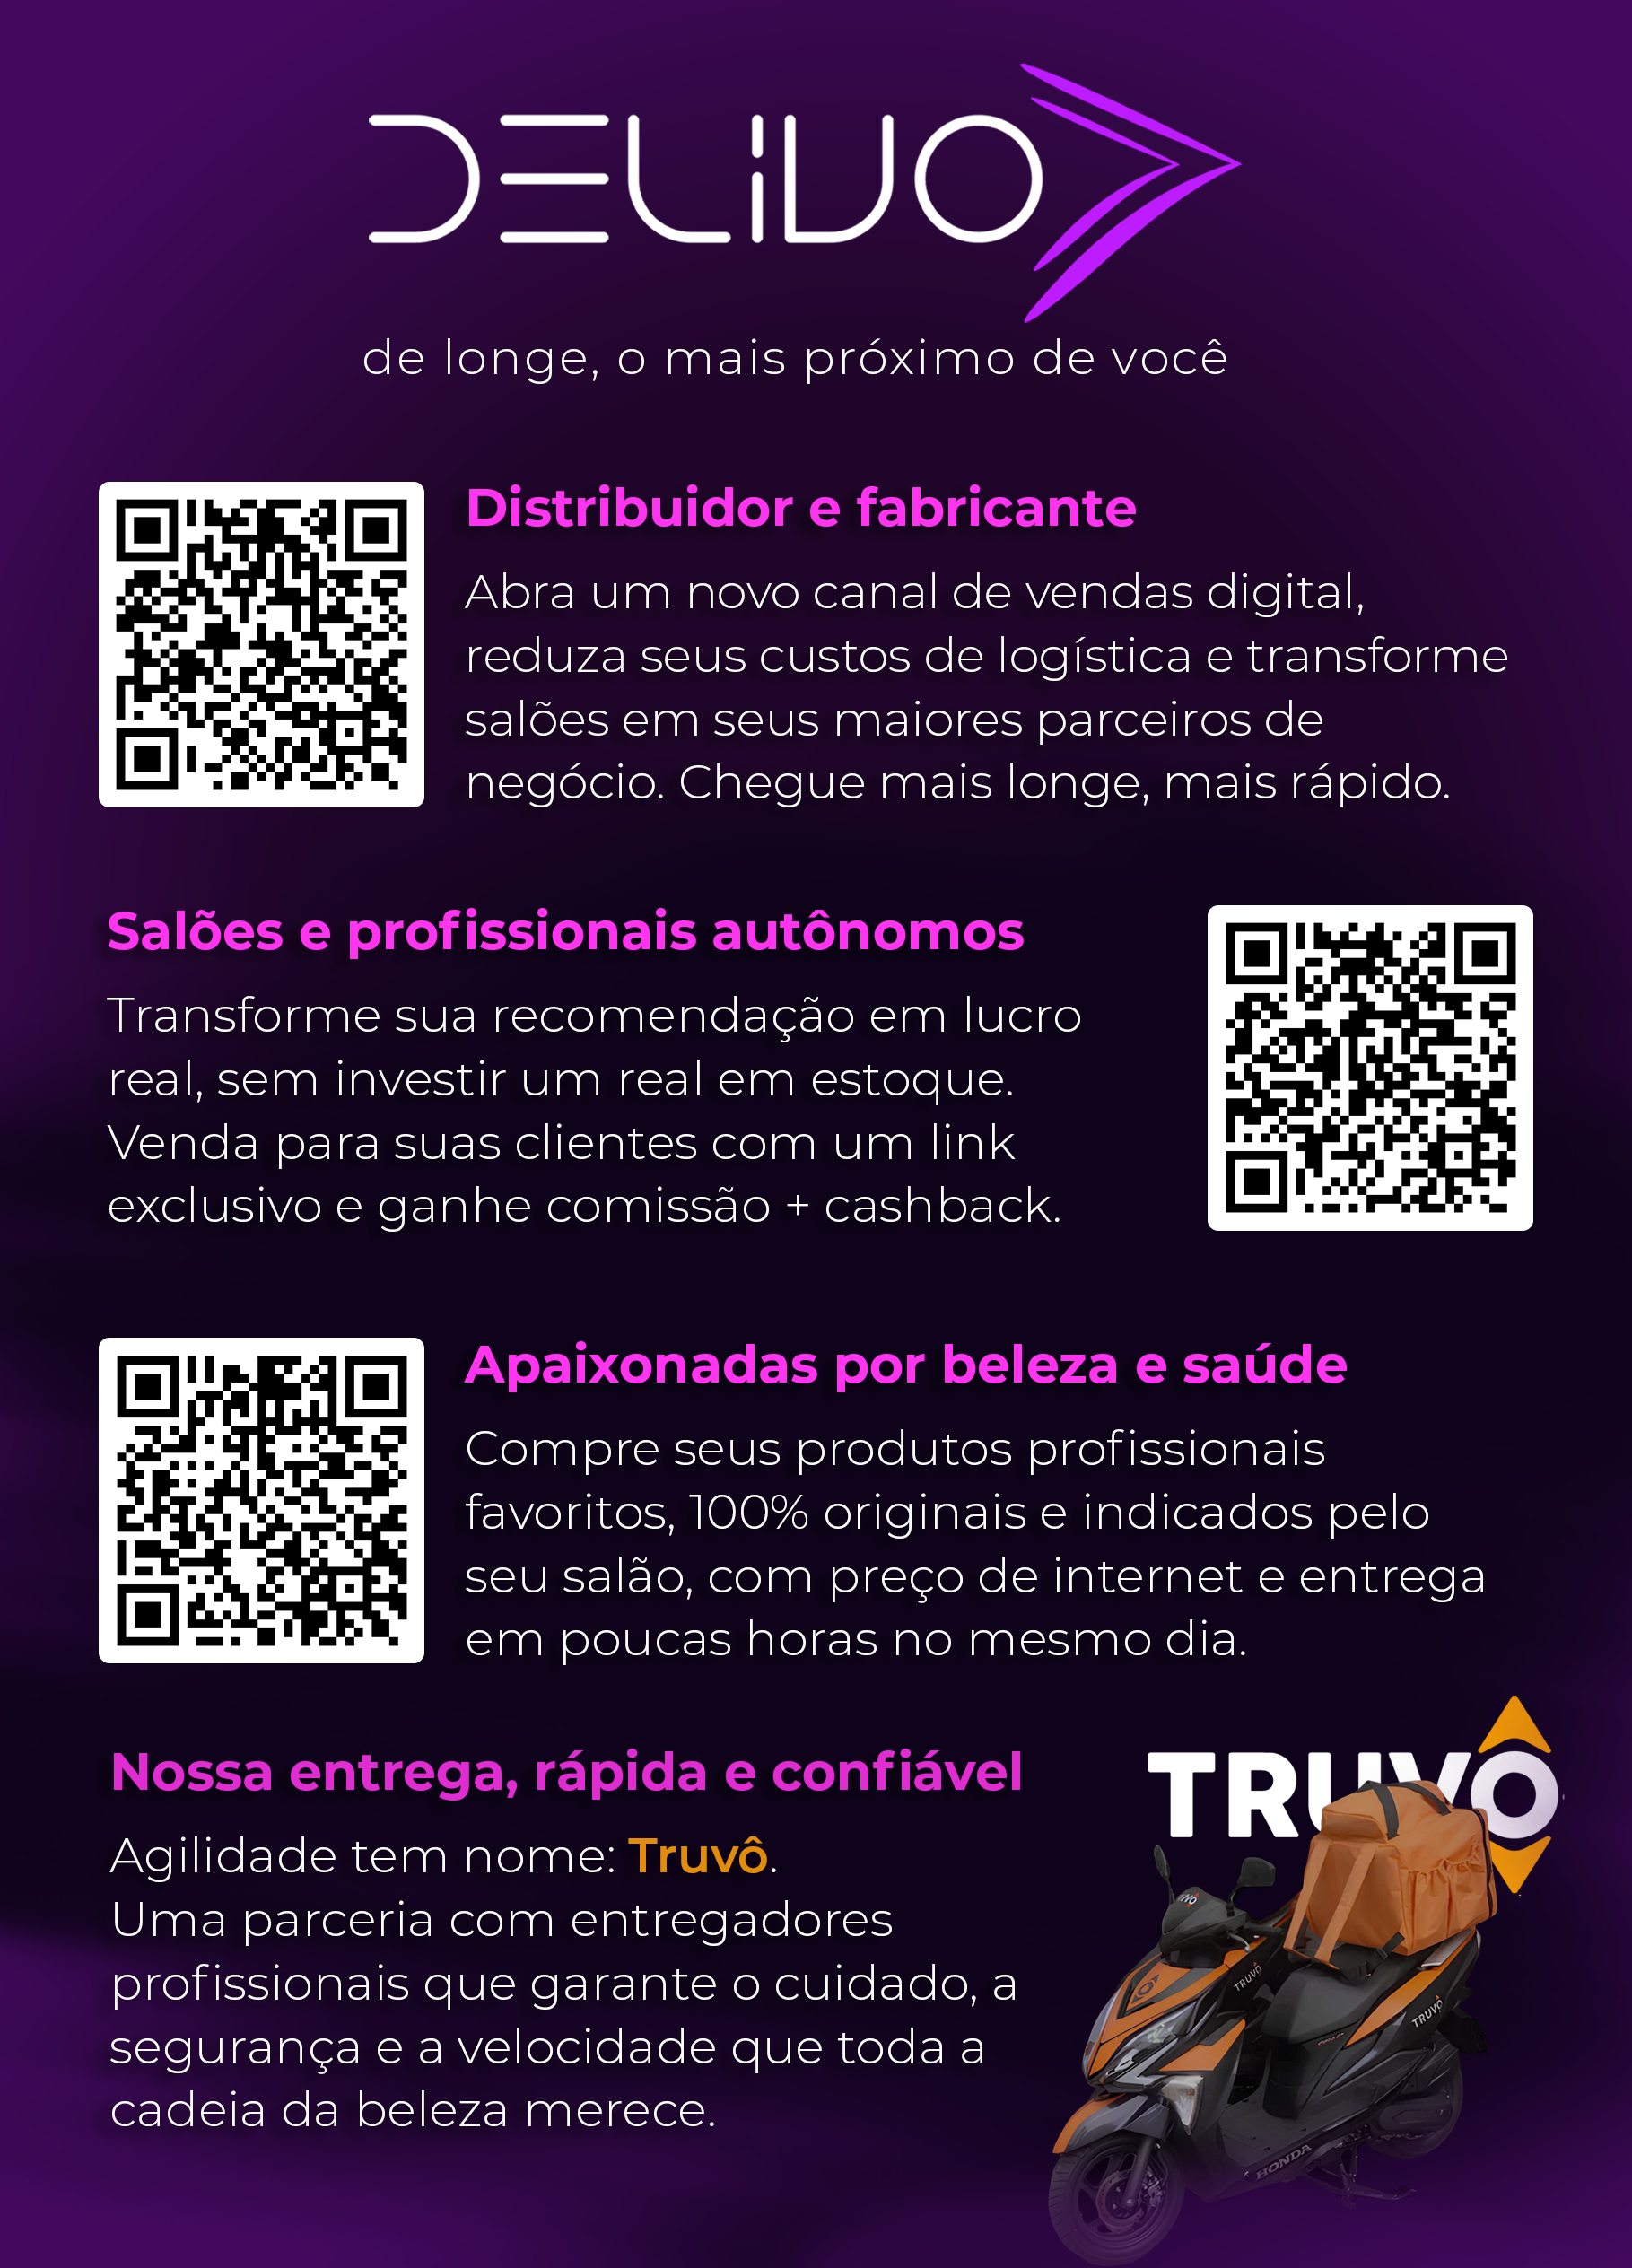 DELIVO
de longe, o mais próximo de você
Distribuidor e fabricante
Abra um novo canal de vendas digital,
reduza seus custos de logística e transforme
salões em seus maiores parceiros de
negócio. Chegue mais longe, mais rápido.
Salões e profissionais autônomos
Transforme sua recomendação em lucro
real, sem investir um real em estoque.
Venda para suas clientes com um link
exclusivo e ganhe comissão + cashback.
Apaixonadas por beleza e saúde
Compre seus produtos profissionais
favoritos, 100% originais e indicados pelo
seu salão, com preço de internet e entrega
em poucas horas no mesmo dia.
Nossa entrega, rápida e confiável
Agilidade tem nome: Truvô.
Uma parceria com entregadores
profissionais que garante o cuidado, a
segurança e a velocidade que toda a
cadeia da beleza merece.
TRUVÔ
TRUVÔ
TRUVÔ
TRUVÔ
HONDA